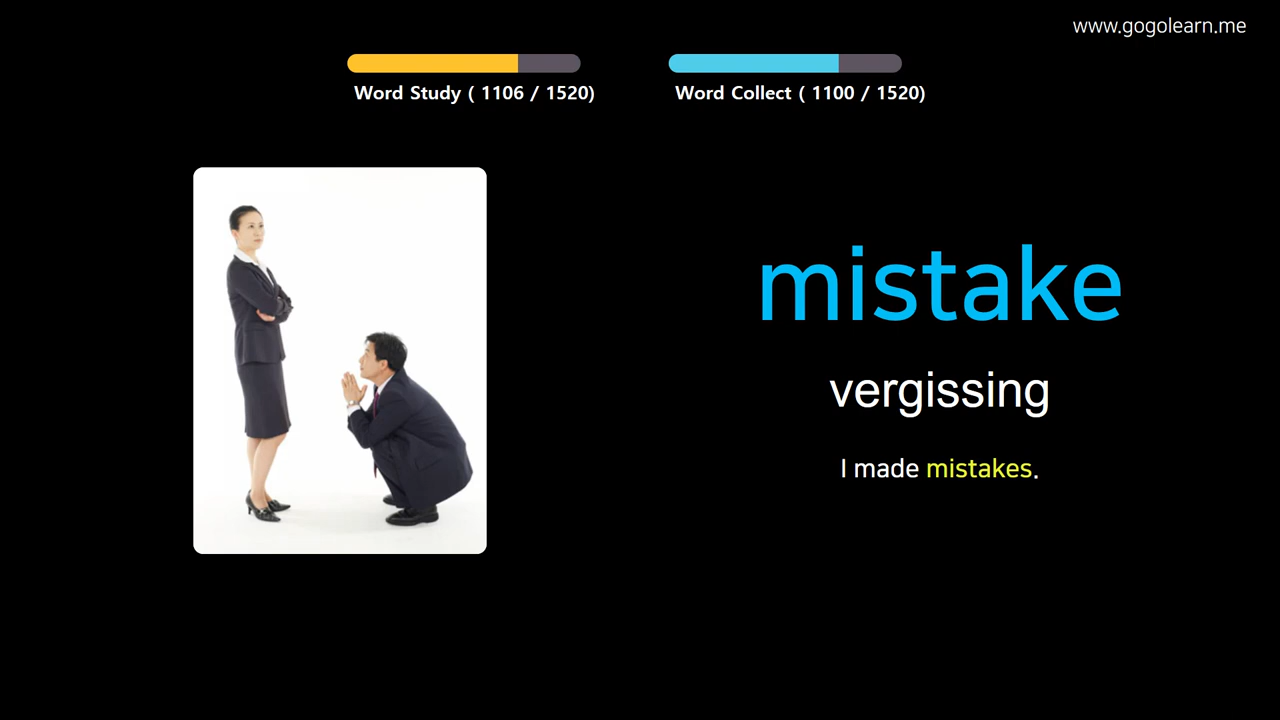 www.gogolearn.me
Word Study ( 1106 / 1520)
Word Collect ( 1100 / 1520)
mistake
vergissing
I made mistakes.